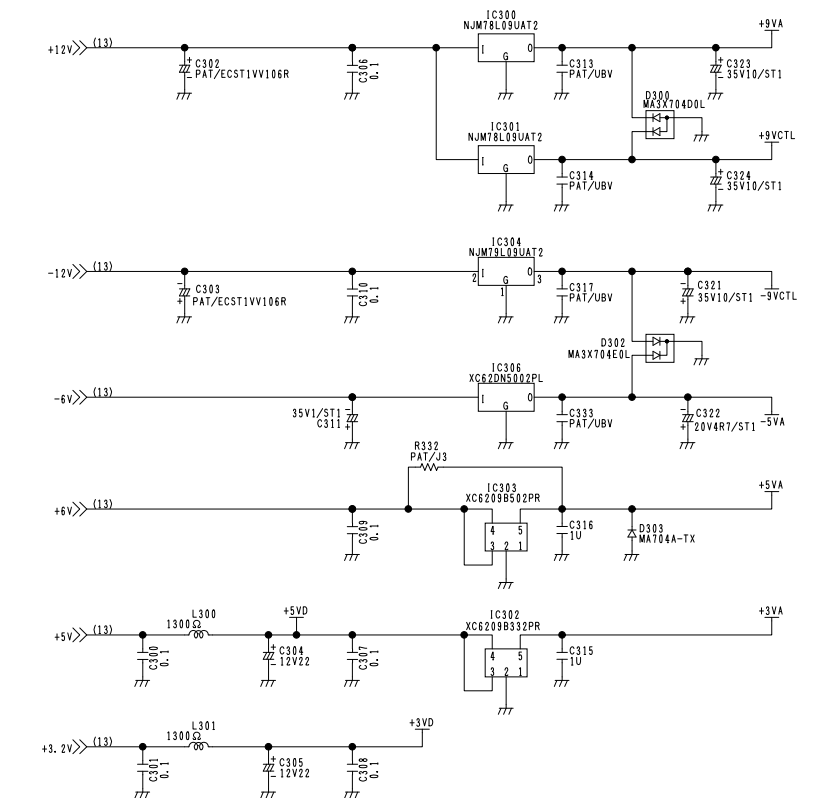 IC300
NJM78L09UAT2
+9VA
+12V (13)
I O
G
C302
PAT/ECST1VV106R
C306
0.1
C313
PAT/UBV
C323
35V10/ST1
D300
MA3X704D0L
IC301
NJM78L09UAT2
+9VCTL
I O
G
C314
PAT/UBV
C324
35V10/ST1
IC304
NJM79L09UAT2
-12V (13)
2 I O 3
G
1
C303
PAT/ECST1VV106R
C310
0.1
C317
PAT/UBV
C321
35V10/ST1
-9VCTL
D302
MA3X704E0L
IC306
XC62DN5002PL
-6V (13)
I O
G
35V1/ST1
C311
C333
PAT/UBV
C322
20V4R7/ST1
-5VA
R332
PAT/J3
IC303
XC6209B502PR
+5VA
+6V (13)
C309
0.1
4 5
3 2 1
C316
1U
D303
MA704A-TX
L300
1300Ω
+5VD
IC302
XC6209B332PR
+3VA
+5V (13)
C300
0.1
C304
12V22
C307
0.1
4 5
3 2 1
C315
1U
L301
1300Ω
+3VD
+3.2V (13)
C301
0.1
C305
12V22
C308
0.1